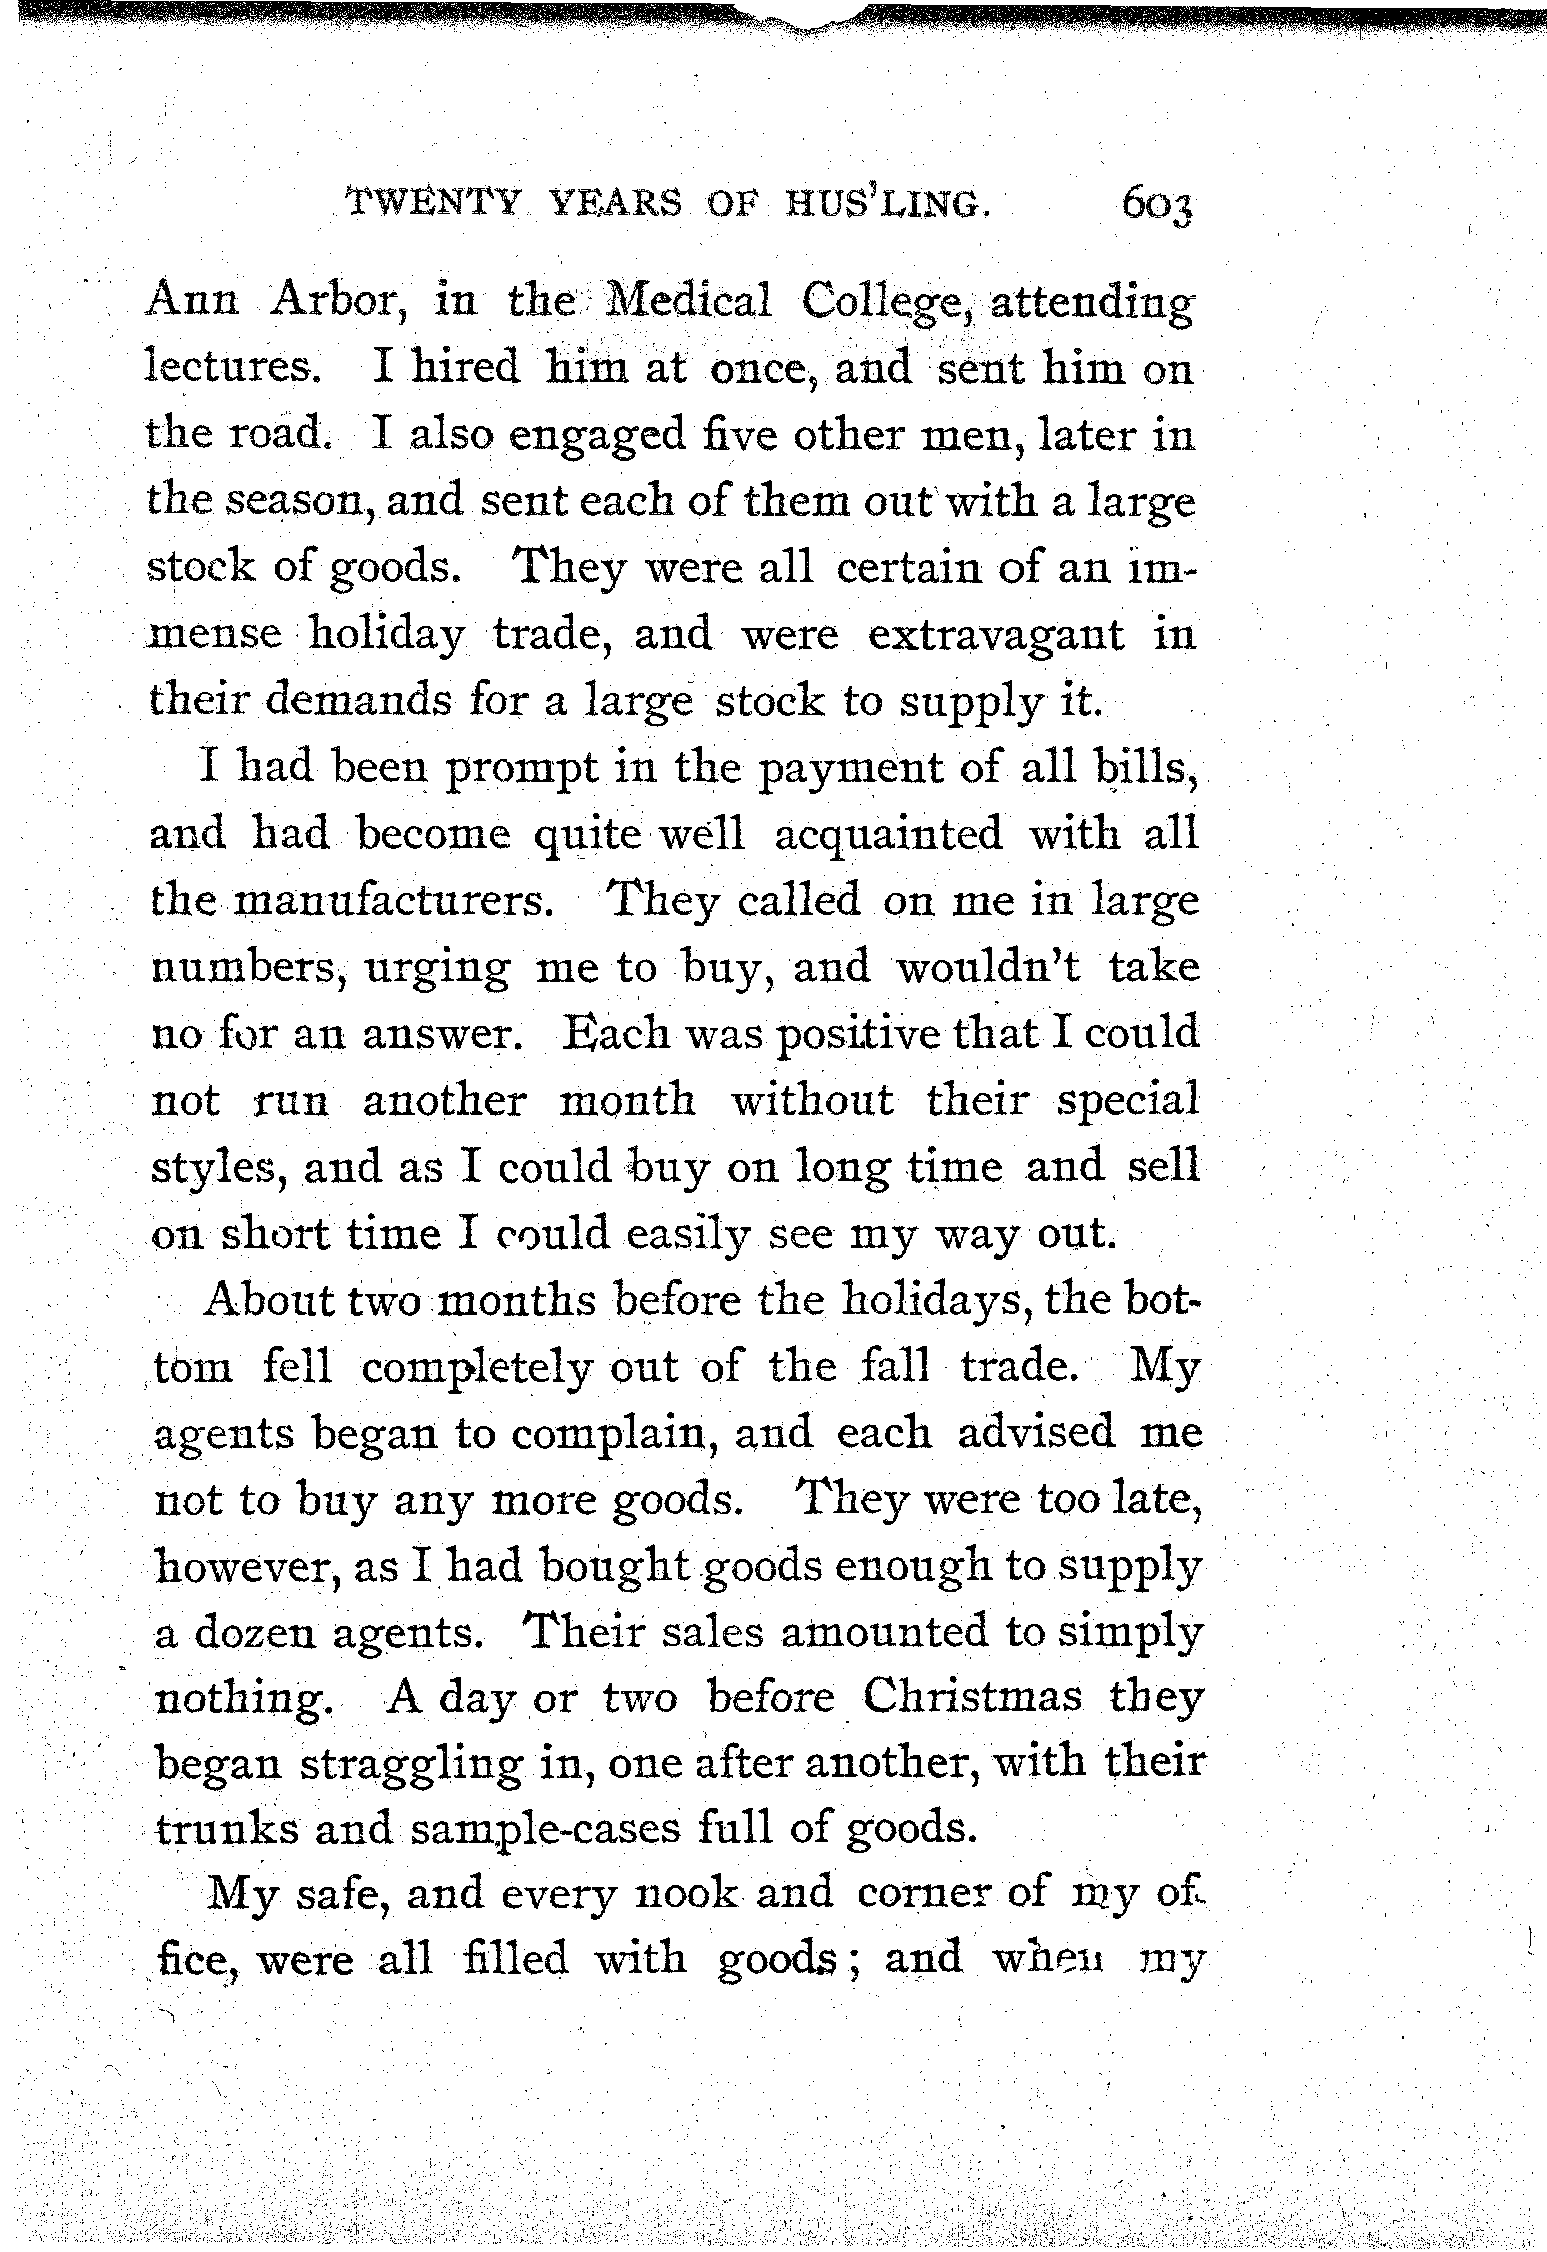 TWENTY YEARS OF HUS'LING. 603
Ann Arbor, in the Medical College, attending
lectures. I hired him at once, and sent him on
the road. I also engaged five other men, later in
the season, and sent each of them out with a large
stock of goods. They were all certain of an im-
mense holiday trade, and were extravagant in
their demands for a large stock to supply it.
I had been prompt in the payment of all bills,
and had become quite well acquainted with all
the manufacturers. They called on me in large
numbers, urging me to buy, and wouldn't take
no for an answer. Each was positive that I could
not run another month without their special
styles, and as I could buy on long time and sell
on short time I could easily see my way out.
About two months before the holidays, the bot-
tom fell completely out of the fall trade. My
agents began to complain, and each advised me
not to buy any more goods. They were too late,
however, as I had bought goods enough to supply
a dozen agents. Their sales amounted to simply
nothing. A day or two before Christmas they
began straggling in, one after another, with their
trunks and sample-cases full of goods.
My safe, and every nook and corner of my of-
fice, were all filled with goods; and when my